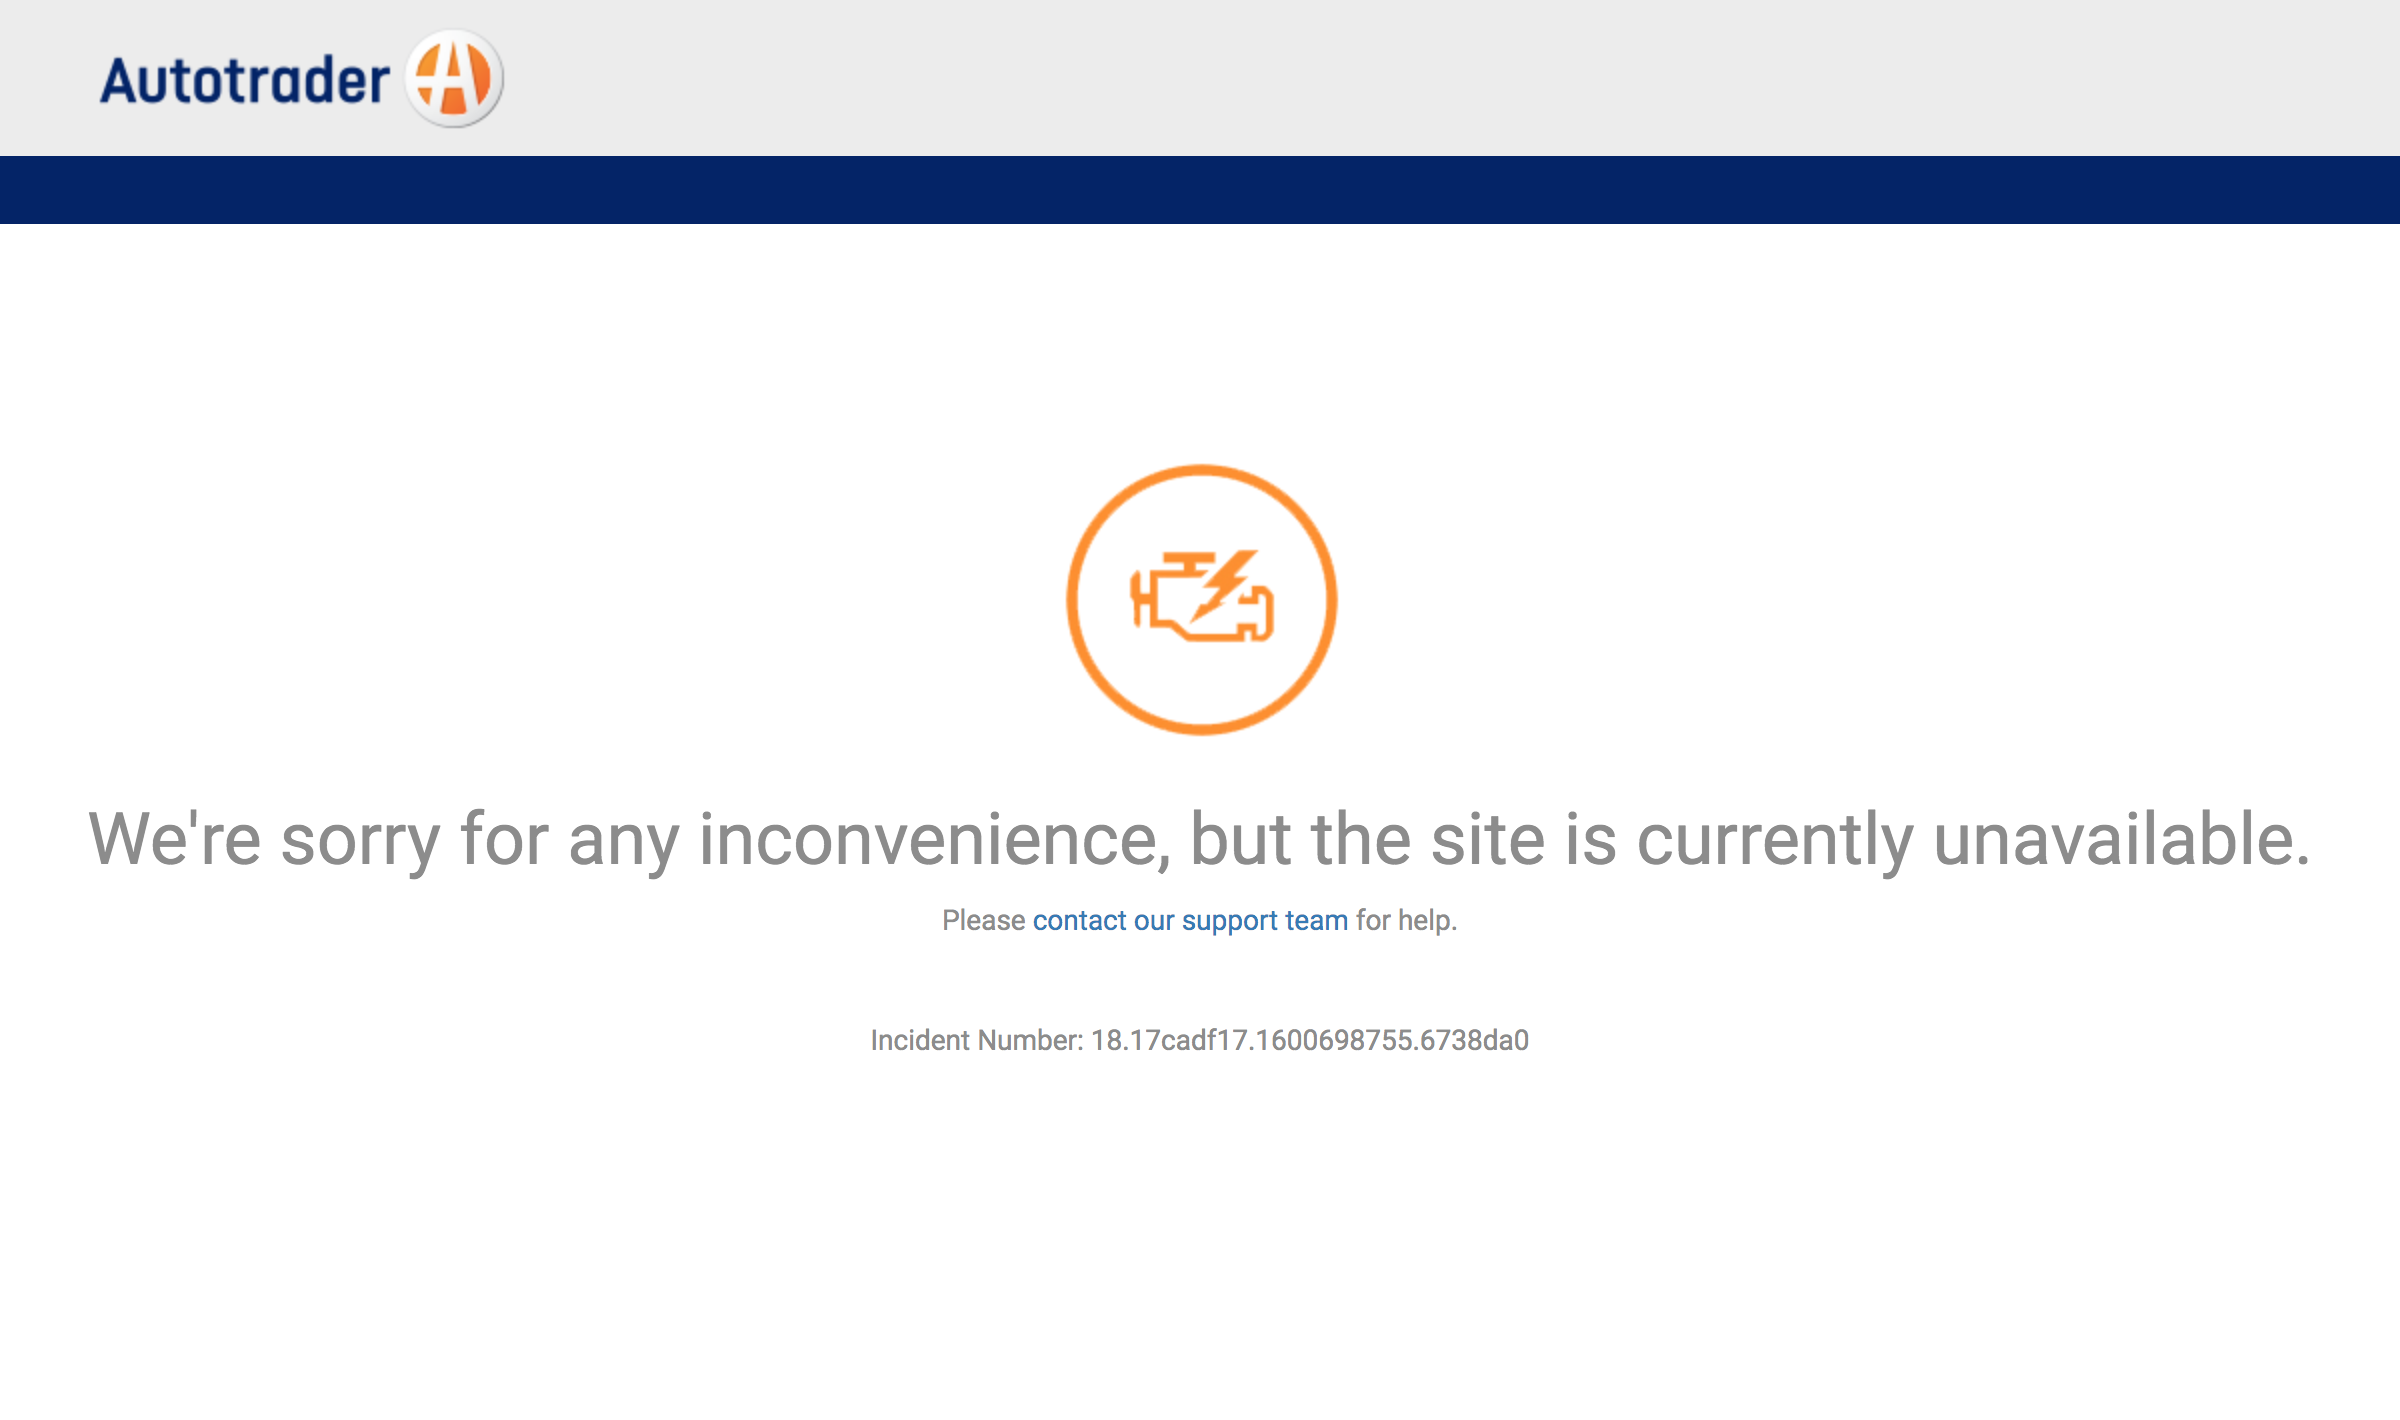 Autotrader
We're sorry for any inconvenience, but the site is currently unavailable.
Please contact our support team for help.
Incident Number: 18.17cadf17.1600698755.6738da0